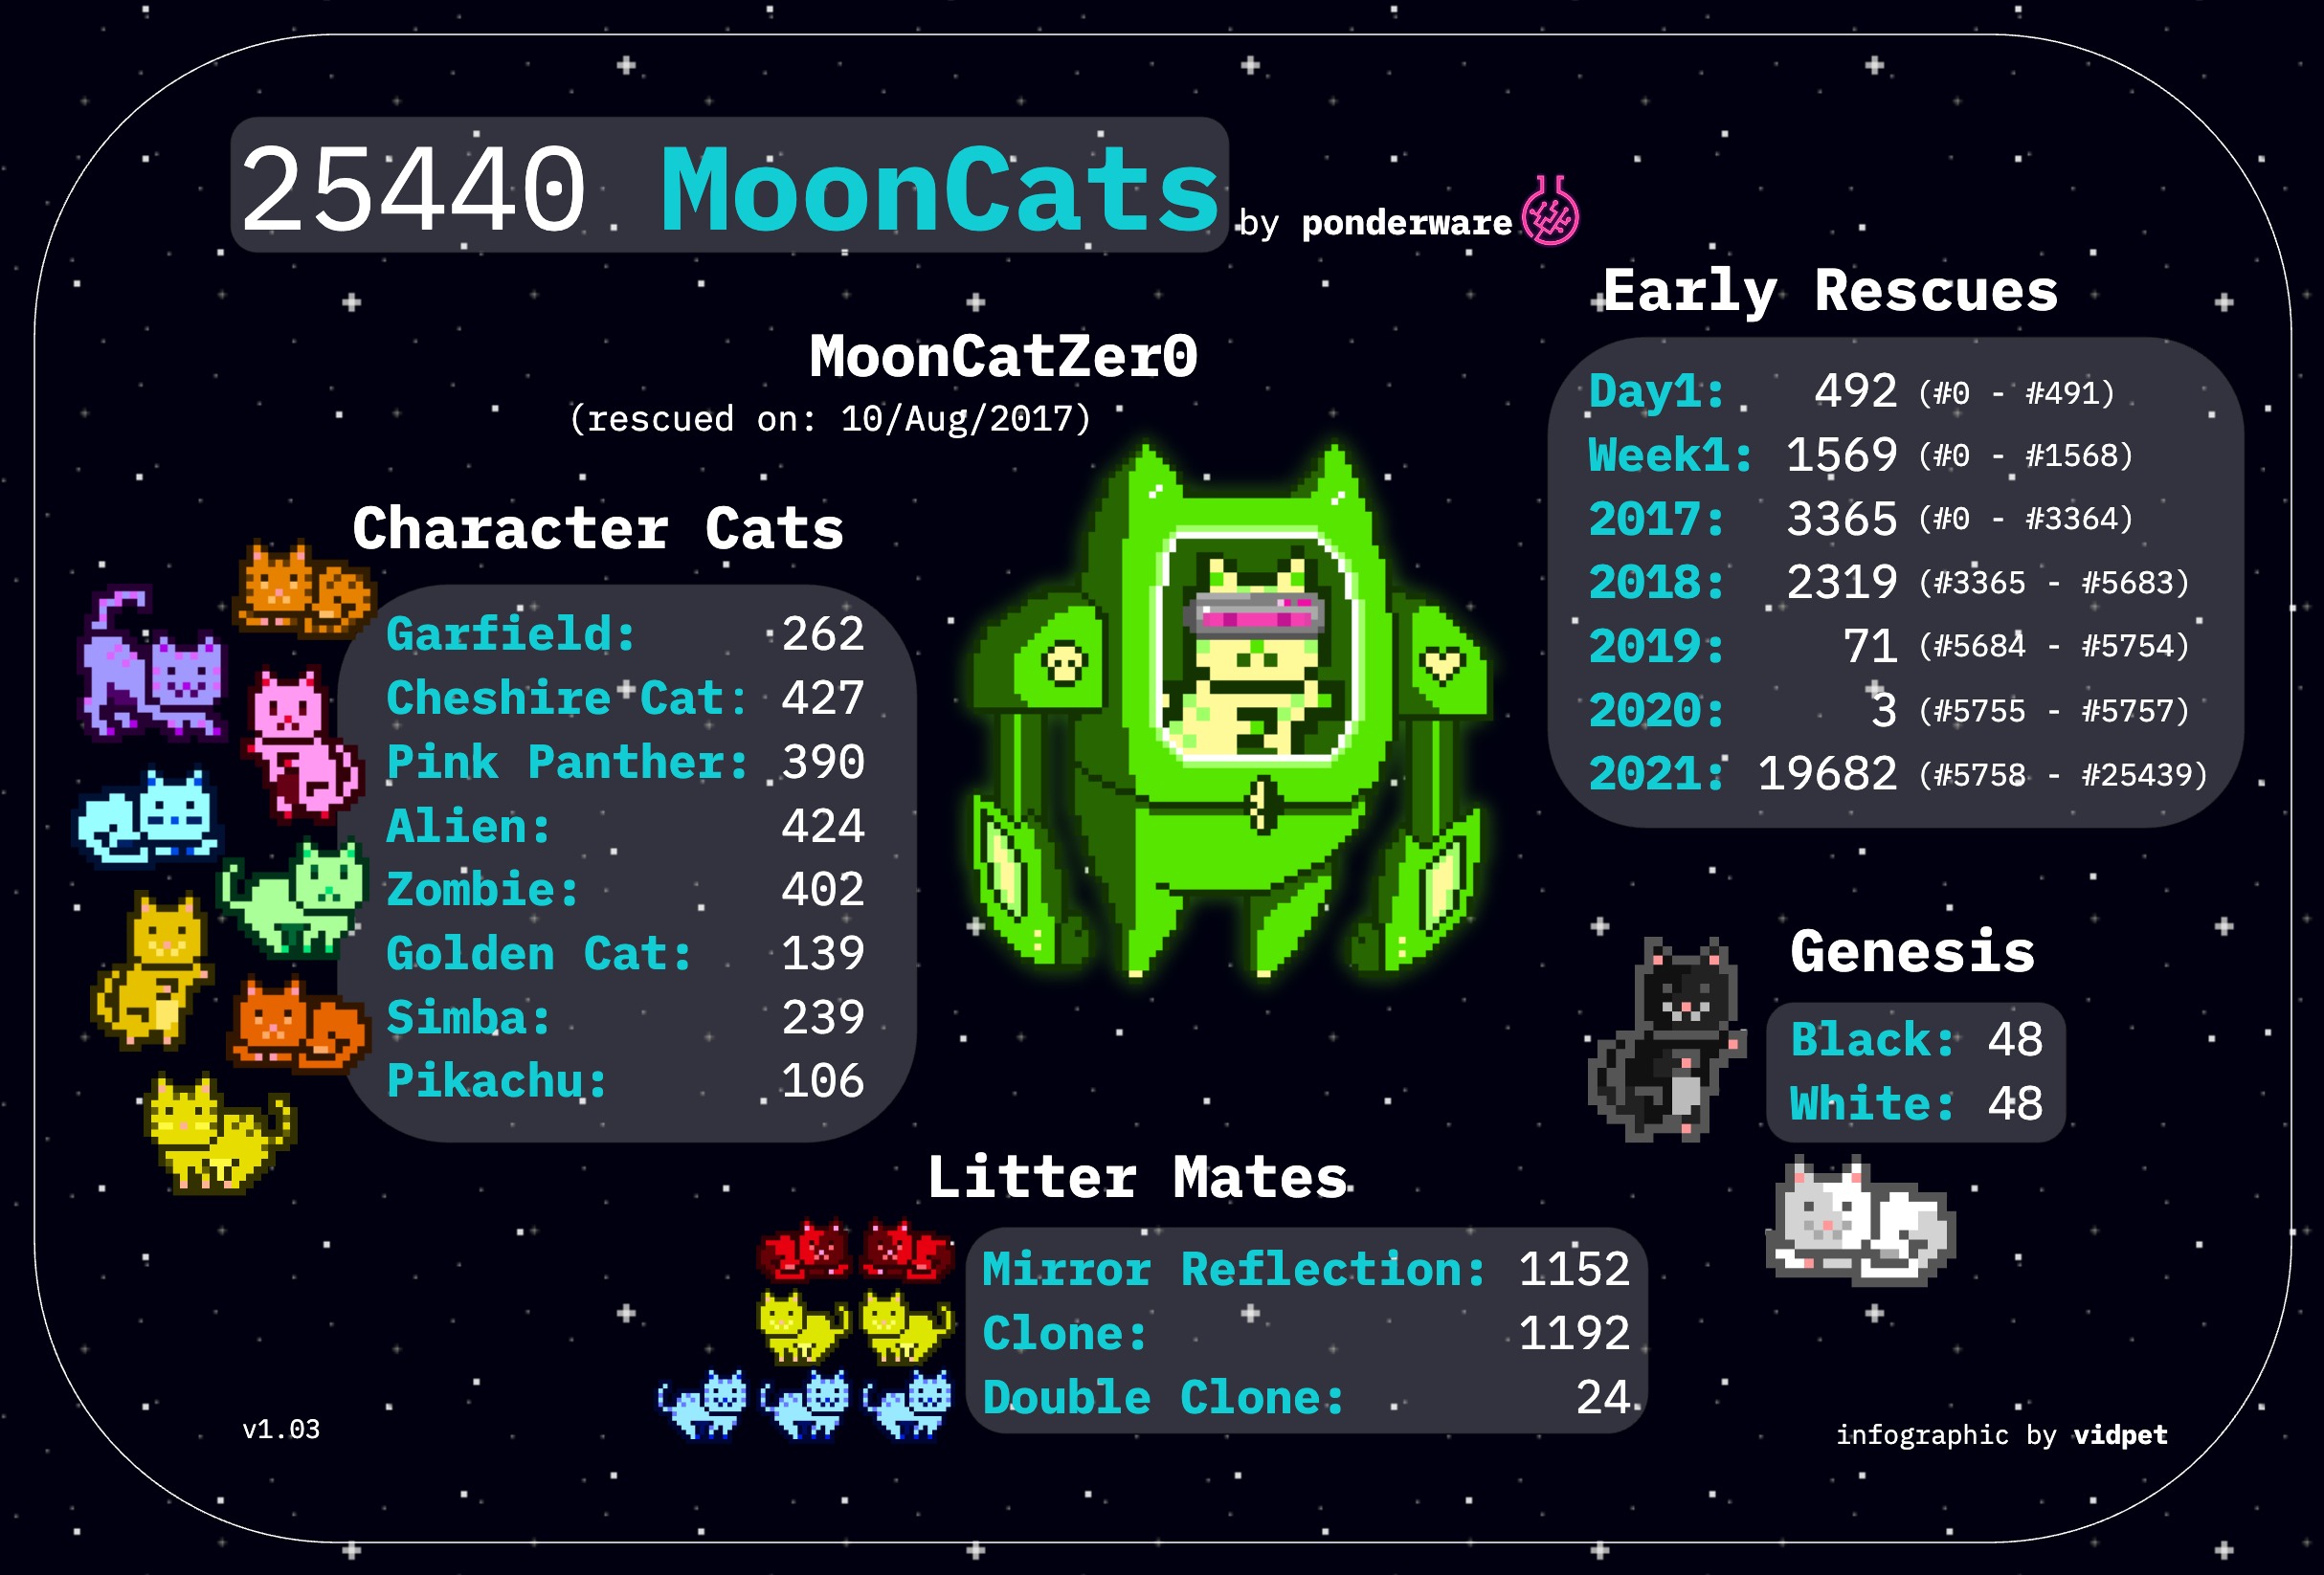 25440 MoonCats by ponderware
MoonCatZer0
(rescued on: 10/Aug/2017)
Early Rescues
Day1: 492 (#0 - #491)
Week1: 1569 (#0 - #1568)
2017: 3365 (#0 - #3364)
2018: 2319 (#3365 - #5683)
2019: 71 (#5684 - #5754)
2020: 3 (#5755 - #5757)
2021: 19682 (#5758 - #25439)
Character Cats
Garfield: 262
Cheshire Cat: 427
Pink Panther: 390
Alien: 424
Zombie: 402
Golden Cat: 139
Simba: 239
Pikachu: 106
Genesis
Black: 48
White: 48
Litter Mates
Mirror Reflection: 1152
Clone: 1192
Double Clone: 24
v1.03
infographic by vidpet